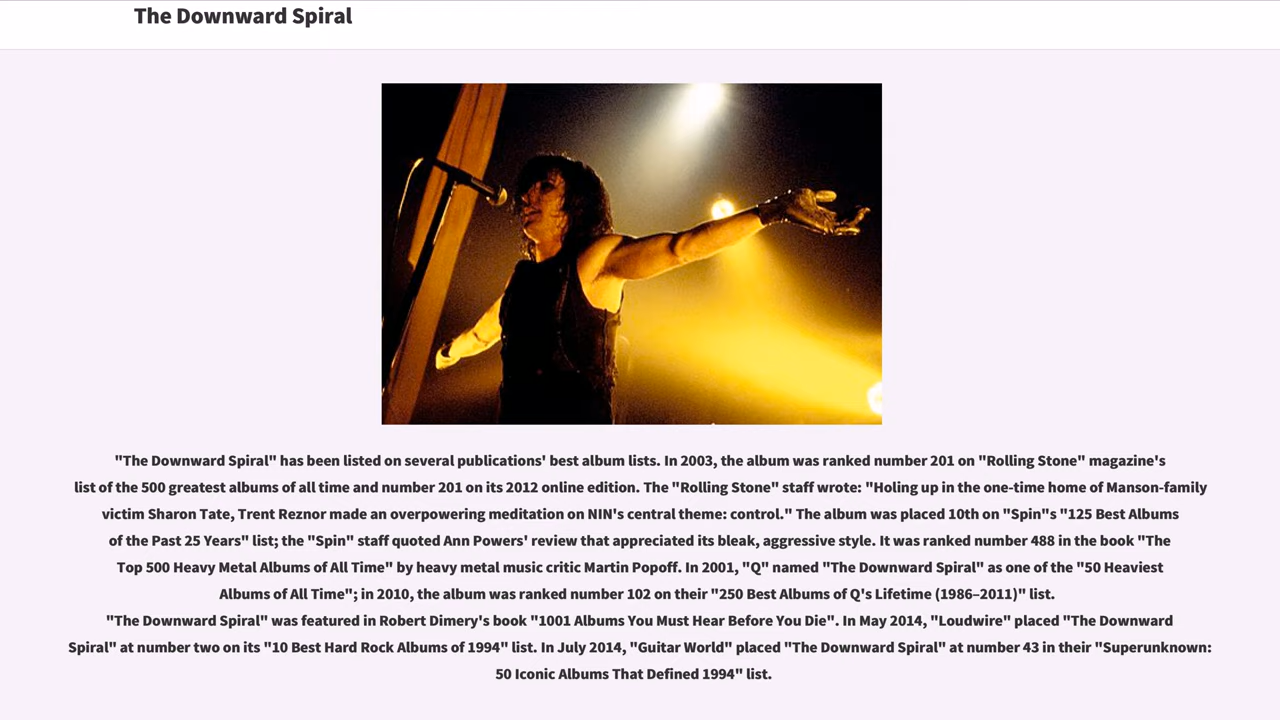 The Downward Spiral
"The Downward Spiral" has been listed on several publications' best album lists. In 2003, the album was ranked number 201 on "Rolling Stone" magazine's
list of the 500 greatest albums of all time and number 201 on its 2012 online edition. The "Rolling Stone" staff wrote: "Holing up in the one-time home of Manson-family
victim Sharon Tate, Trent Reznor made an overpowering meditation on NIN's central theme: control." The album was placed 10th on "Spin"s "125 Best Albums
of the Past 25 Years" list; the "Spin" staff quoted Ann Powers' review that appreciated its bleak, aggressive style. It was ranked number 488 in the book "The
Top 500 Heavy Metal Albums of All Time" by heavy metal music critic Martin Popoff. In 2001, "Q" named "The Downward Spiral" as one of the "50 Heaviest
Albums of All Time"; in 2010, the album was ranked number 102 on their "250 Best Albums of Q's Lifetime (1986–2011)" list.
"The Downward Spiral" was featured in Robert Dimery's book "1001 Albums You Must Hear Before You Die". In May 2014, "Loudwire" placed "The Downward
Spiral" at number two on its "10 Best Hard Rock Albums of 1994" list. In July 2014, "Guitar World" placed "The Downward Spiral" at number 43 in their "Superunknown:
50 Iconic Albums That Defined 1994" list.